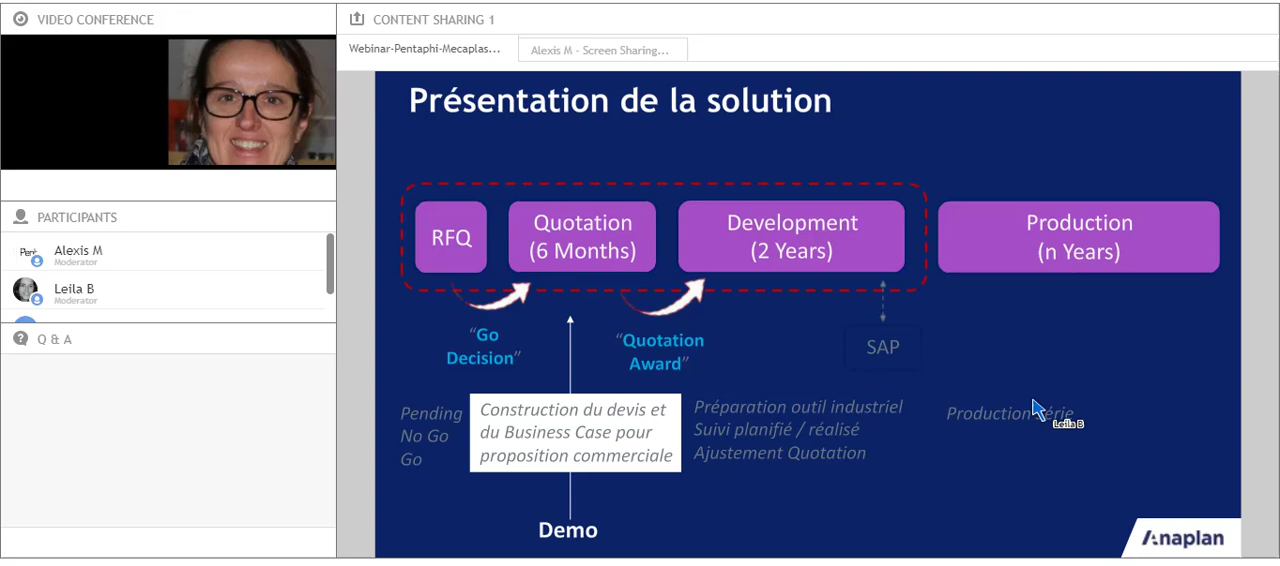 VIDEO CONFERENCE
PARTICIPANTS
Alexis M
Moderator
Leila B
Moderator
Q & A
CONTENT SHARING 1
Webinar-Pentaphi-Mecaplas...
Alexis M - Screen Sharing...
Présentation de la solution
RFQ
Quotation
(6 Months)
Development
(2 Years)
Production
(n Years)
“Go
Decision”
“Quotation
Award”
SAP
Pending
No Go
Go
Construction du devis et
du Business Case pour
proposition commerciale
Préparation outil industriel
Suivi planifié / réalisé
Ajustement Quotation
Production série
Leila B
Demo
Anaplan